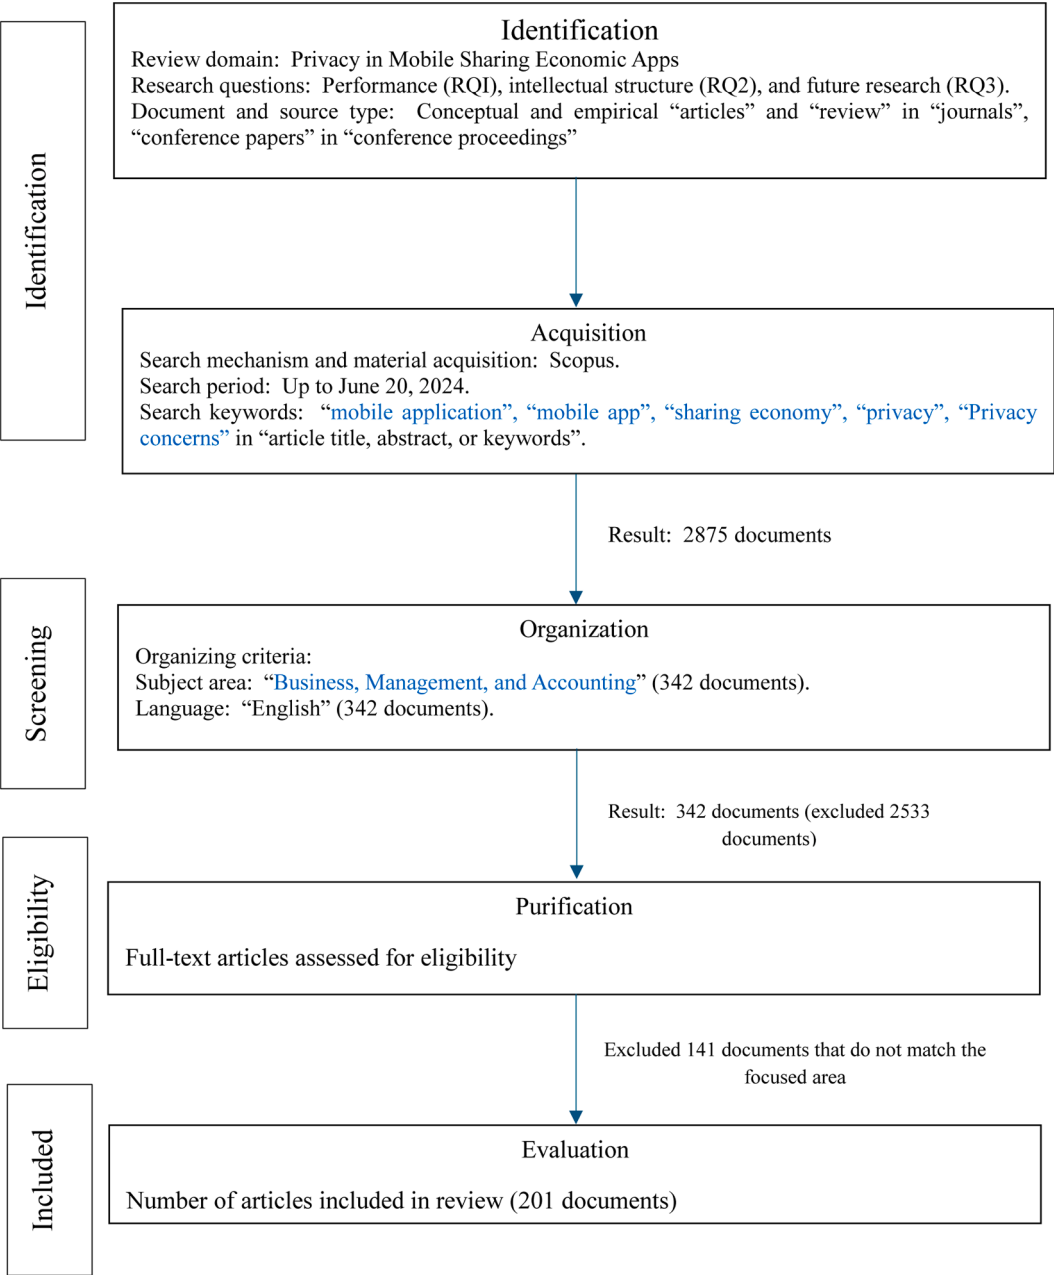 Identification
Identification
Review domain: Privacy in Mobile Sharing Economic Apps
Research questions: Performance (RQI), intellectual structure (RQ2), and future research (RQ3).
Document and source type: Conceptual and empirical “articles” and “review” in “journals”,
“conference papers” in “conference proceedings”
Acquisition
Search mechanism and material acquisition: Scopus.
Search period: Up to June 20, 2024.
Search keywords: “mobile application”, “mobile app”, “sharing economy”, “privacy”, “Privacy
concerns” in “article title, abstract, or keywords”.
Result: 2875 documents
Screening
Organization
Organizing criteria:
Subject area: “Business, Management, and Accounting” (342 documents).
Language: “English” (342 documents).
Result: 342 documents (excluded 2533
documents)
Eligibility
Purification
Full-text articles assessed for eligibility
Excluded 141 documents that do not match the
focused area
Included
Evaluation
Number of articles included in review (201 documents)